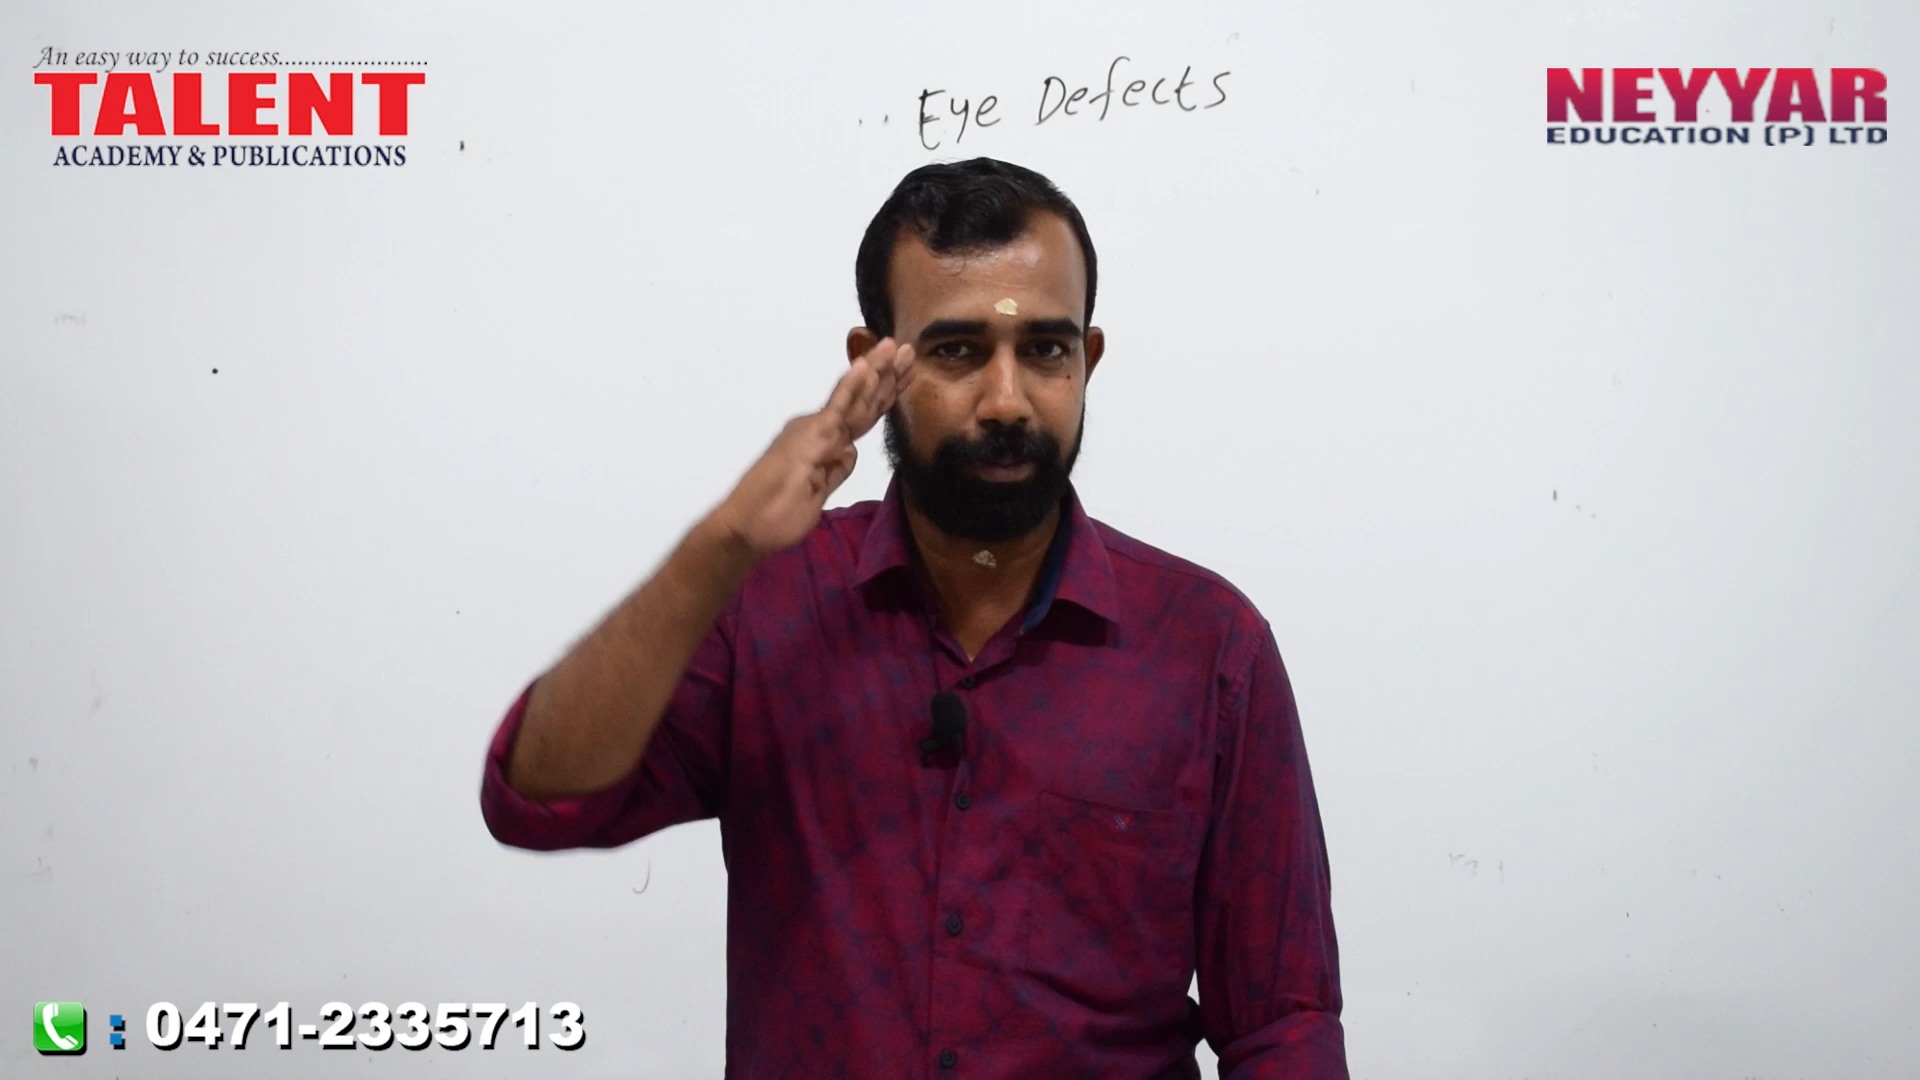 An easy way to success.......................
TALENT
ACADEMY & PUBLICATIONS
Eye Defects
NEYYAR
EDUCATION (P) LTD
: 0471-2335713